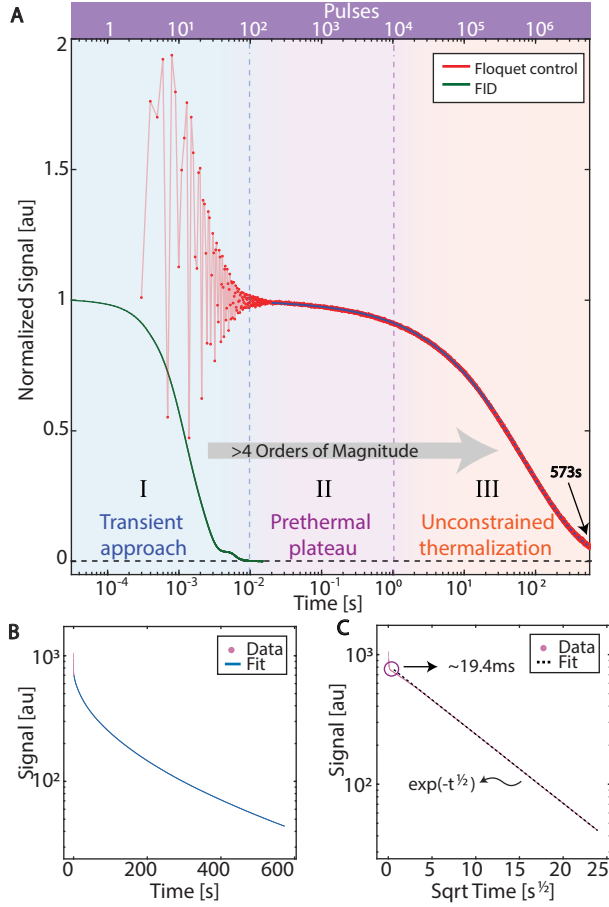 Pulses
A
10⁰ 10¹ 10² 10³ 10⁴ 10⁵ 10⁶
2
1.5
1
0.5
0
Normalized Signal [au]
Floquet control
FID
>4 Orders of Magnitude
573s
I II III
Transient approach
Prethermal plateau
Unconstrained thermalization
10⁻⁴ 10⁻³ 10⁻² 10⁻¹ 10⁰ 10¹ 10²
Time [s]
B
Data
Fit
10³
10²
Signal [au]
0 200 400 600
Time [s]
C
Data
Fit
~19.4ms
10³
10²
Signal [au]
exp(-t^½)
0 5 10 15 20 25
Sqrt Time [s^½]